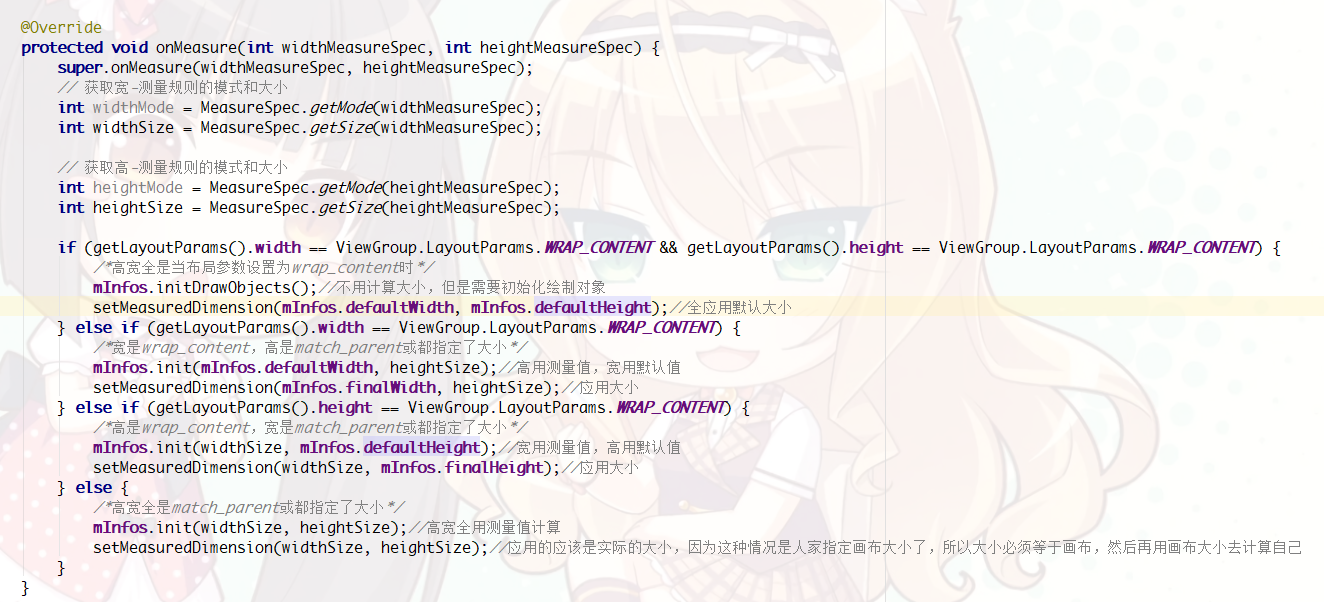 @Override
protected void onMeasure(int widthMeasureSpec, int heightMeasureSpec) {
super.onMeasure(widthMeasureSpec, heightMeasureSpec);
// 获取宽-测量规则的模式和大小
int widthMode = MeasureSpec.getMode(widthMeasureSpec);
int widthSize = MeasureSpec.getSize(widthMeasureSpec);
// 获取高-测量规则的模式和大小
int heightMode = MeasureSpec.getMode(heightMeasureSpec);
int heightSize = MeasureSpec.getSize(heightMeasureSpec);
if (getLayoutParams().width == ViewGroup.LayoutParams.WRAP_CONTENT && getLayoutParams().height == ViewGroup.LayoutParams.WRAP_CONTENT) {
/*高宽全是当布局参数设置为wrap_content时*/
mInfos.initDrawObjects();//不用计算大小，但是需要初始化绘制对象
setMeasuredDimension(mInfos.defaultWidth, mInfos.defaultHeight);//全应用默认大小
} else if (getLayoutParams().width == ViewGroup.LayoutParams.WRAP_CONTENT) {
/*宽是wrap_content，高是match_parent或都指定了大小*/
mInfos.init(mInfos.defaultWidth, heightSize);//高用测量值，宽用默认值
setMeasuredDimension(mInfos.finalWidth, heightSize);//应用大小
} else if (getLayoutParams().height == ViewGroup.LayoutParams.WRAP_CONTENT) {
/*高是wrap_content，宽是match_parent或都指定了大小*/
mInfos.init(widthSize, mInfos.defaultHeight);//宽用测量值，高用默认值
setMeasuredDimension(widthSize, mInfos.finalHeight);//应用大小
} else {
/*高宽全是match_parent或都指定了大小*/
mInfos.init(widthSize, heightSize);//高宽全用测量值计算
setMeasuredDimension(widthSize, heightSize);//应用的应该是实际的大小，因为这种情况是人家指定画布大小了，所以大小必须等于画布，然后再用画布大小去计算自己
}
}